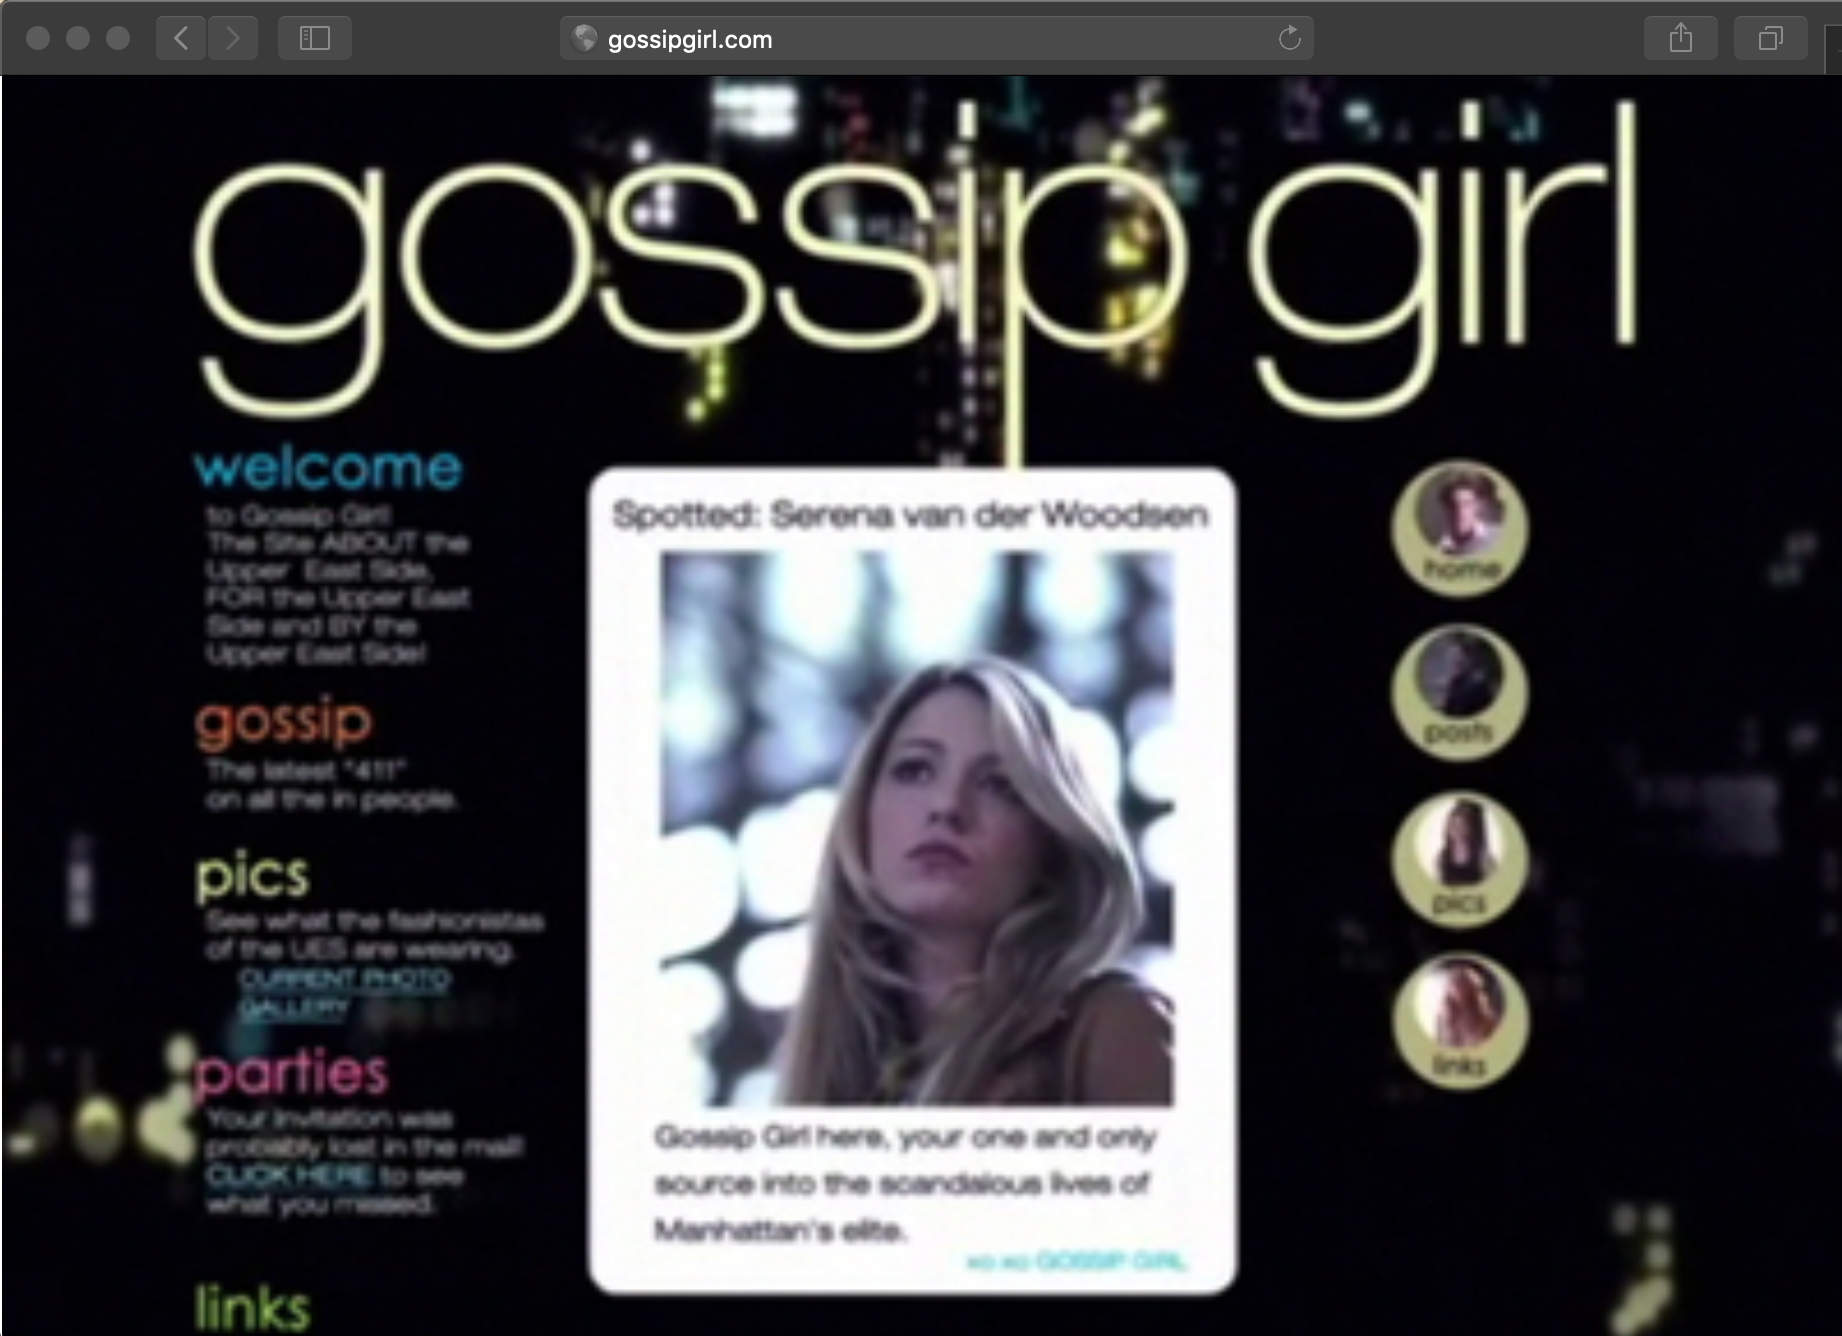 gossipgirl.com
gossip girl
welcome
to Gossip Girl!
The Site ABOUT the
Upper East Side,
FOR the Upper East
Side and BY the
Upper East Side!
gossip
The latest "411"
on all the in people.
pics
See what the fashionistas
of the UES are wearing.
CURRENT PHOTO
GALLERY
parties
Your invitation was
probably lost in the mail!
CLICK HERE to see
what you missed.
links
Spotted: Serena van der Woodsen
Gossip Girl here, your one and only
source into the scandalous lives of
Manhattan's elite.
xo xo GOSSIP GIRL
home
posts
pics
links